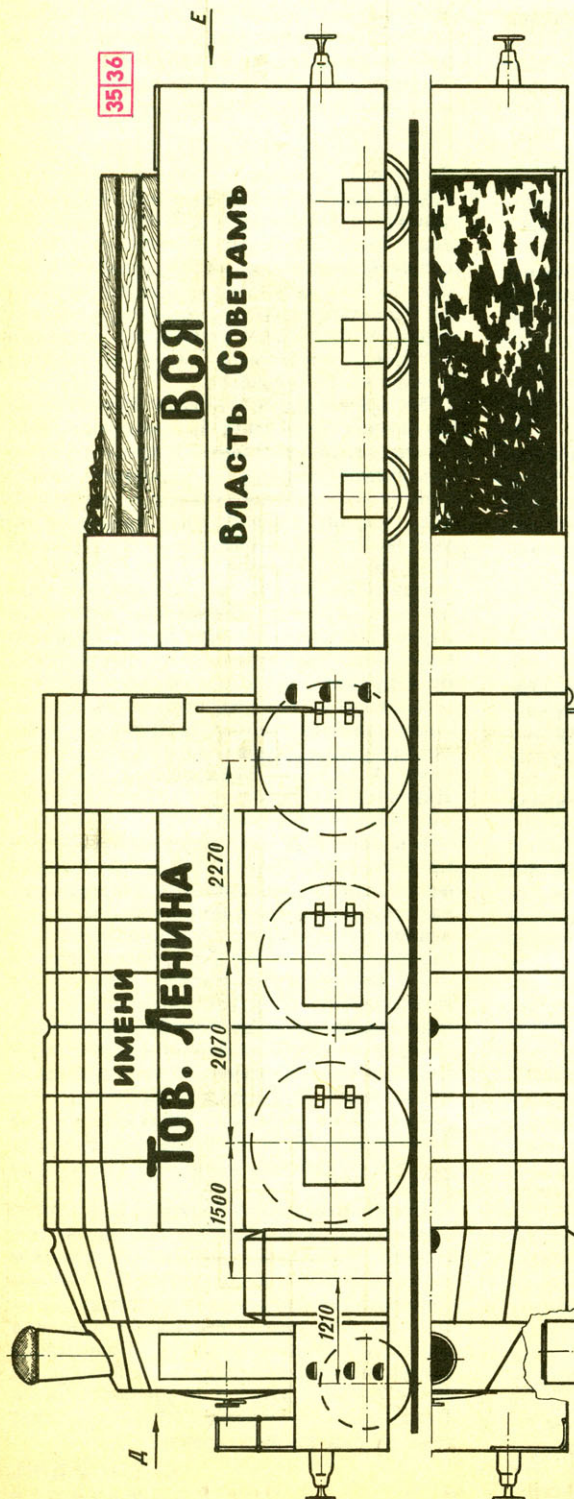 35 36
Е
Д
ИМЕНИ
ТОВ. ЛЕНИНА
ВСЯ
ВЛАСТЬ СОВЕТАМЪ
1210
1500
2070
2270